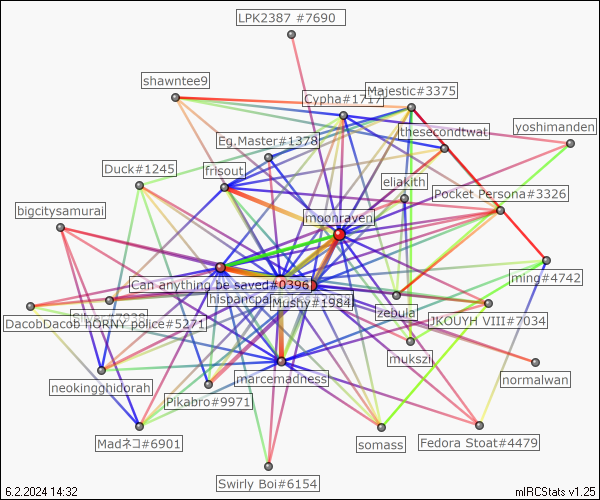 LPK2387 #7690
shawntee9
Majestic#3375
Cypha#1717
thesecondtwat
yoshimanden
Eg.Master#1378
Duck#1245
frisout
eliakith
Pocket Persona#3326
bigcitysamurai
moonraven
ming#4742
Can anything be saved#0396
Mushy#1984
zebulal
DacobDacob hORNY police#5271
JKOUYH VIII#7034
mukszi
marcemadness
normalwan
neokingghidorah
Pikabro#9971
Madネコ#6901
somass
Fedora Stoat#4479
Swirly Boi#6154
6.2.2024 14:32
mIRCStats v1.25